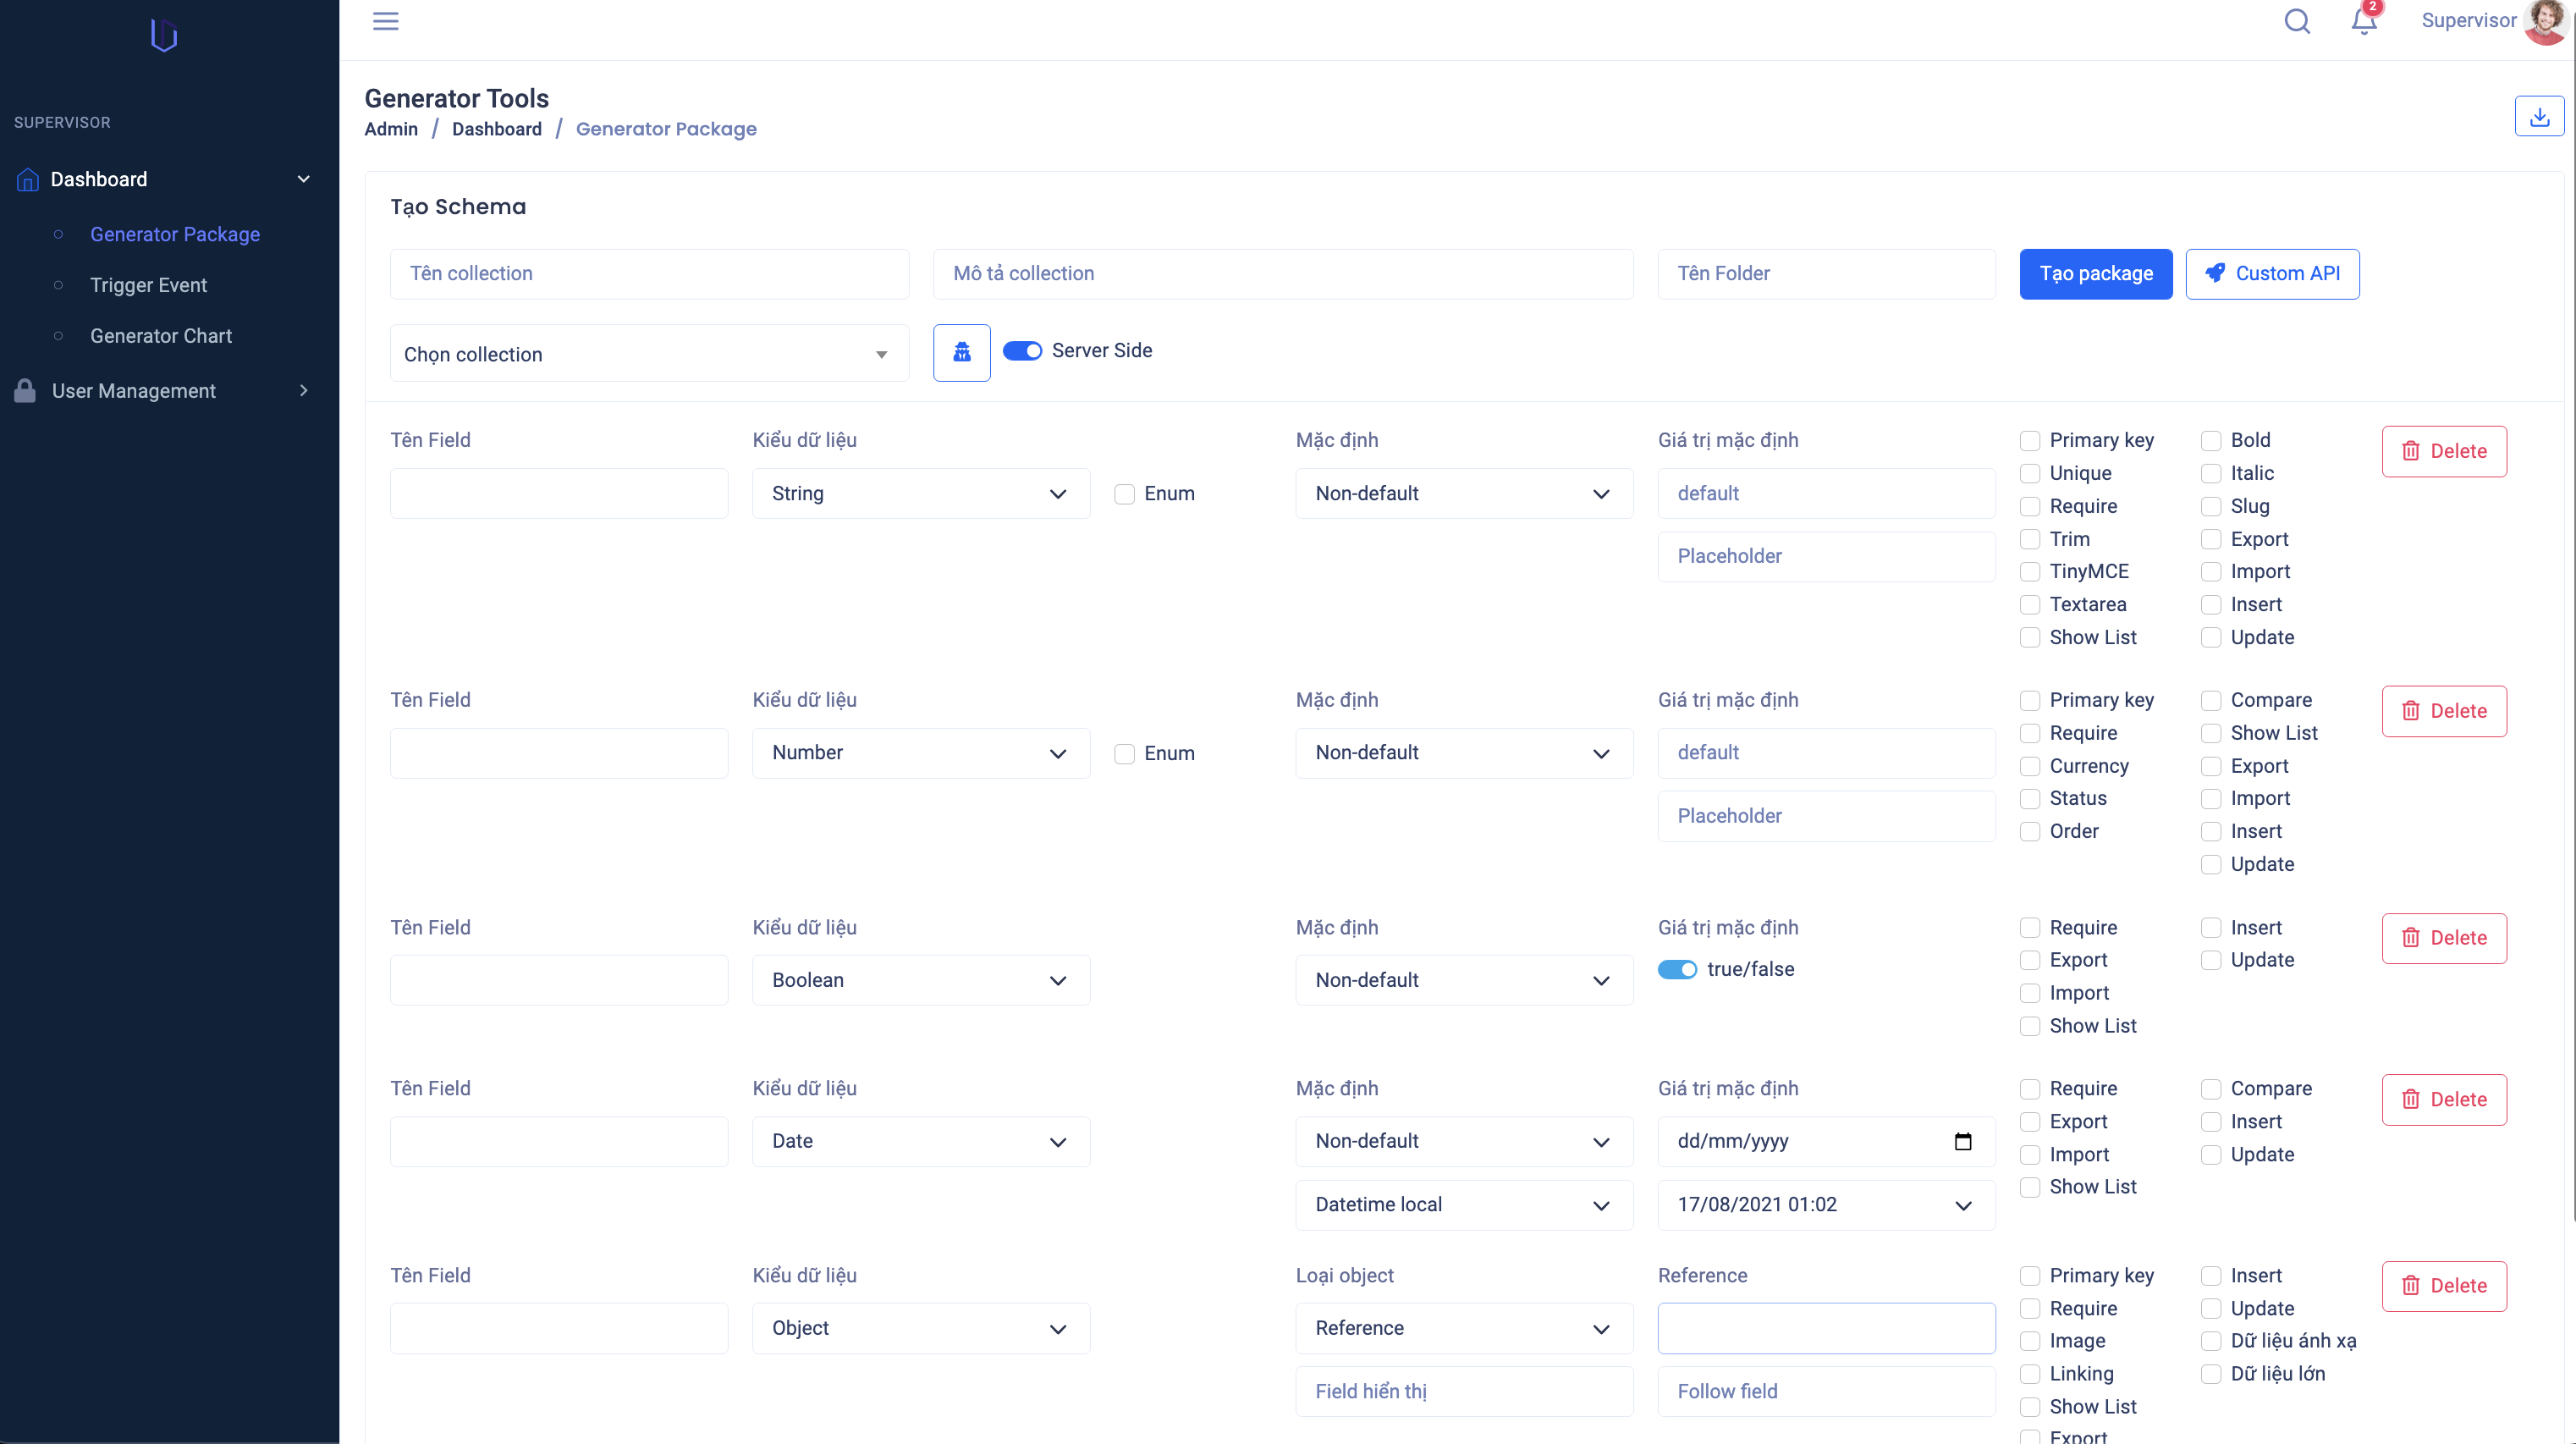 2
Supervisor
SUPERVISOR
Dashboard
Generator Package
Trigger Event
Generator Chart
User Management
Generator Tools
Admin / Dashboard / Generator Package
Tạo Schema
Tên collection
Mô tả collection
Tên Folder
Tạo package
Custom API
Chọn collection
Server Side
Tên Field
Kiểu dữ liệu
String
Enum
Mặc định
Non-default
Giá trị mặc định
default
Placeholder
Primary key
Unique
Require
Trim
TinyMCE
Textarea
Show List
Bold
Italic
Slug
Export
Import
Insert
Update
Delete
Tên Field
Kiểu dữ liệu
Number
Enum
Mặc định
Non-default
Giá trị mặc định
default
Placeholder
Primary key
Require
Currency
Status
Order
Compare
Show List
Export
Import
Insert
Update
Delete
Tên Field
Kiểu dữ liệu
Boolean
Mặc định
Non-default
Giá trị mặc định
true/false
Require
Export
Import
Show List
Insert
Update
Delete
Tên Field
Kiểu dữ liệu
Date
Mặc định
Non-default
Datetime local
Giá trị mặc định
dd/mm/yyyy
17/08/2021 01:02
Require
Export
Import
Show List
Compare
Insert
Update
Delete
Tên Field
Kiểu dữ liệu
Object
Loại object
Reference
Field hiển thị
Reference
Follow field
Primary key
Require
Image
Linking
Show List
Export
Insert
Update
Dữ liệu ánh xạ
Dữ liệu lớn
Delete